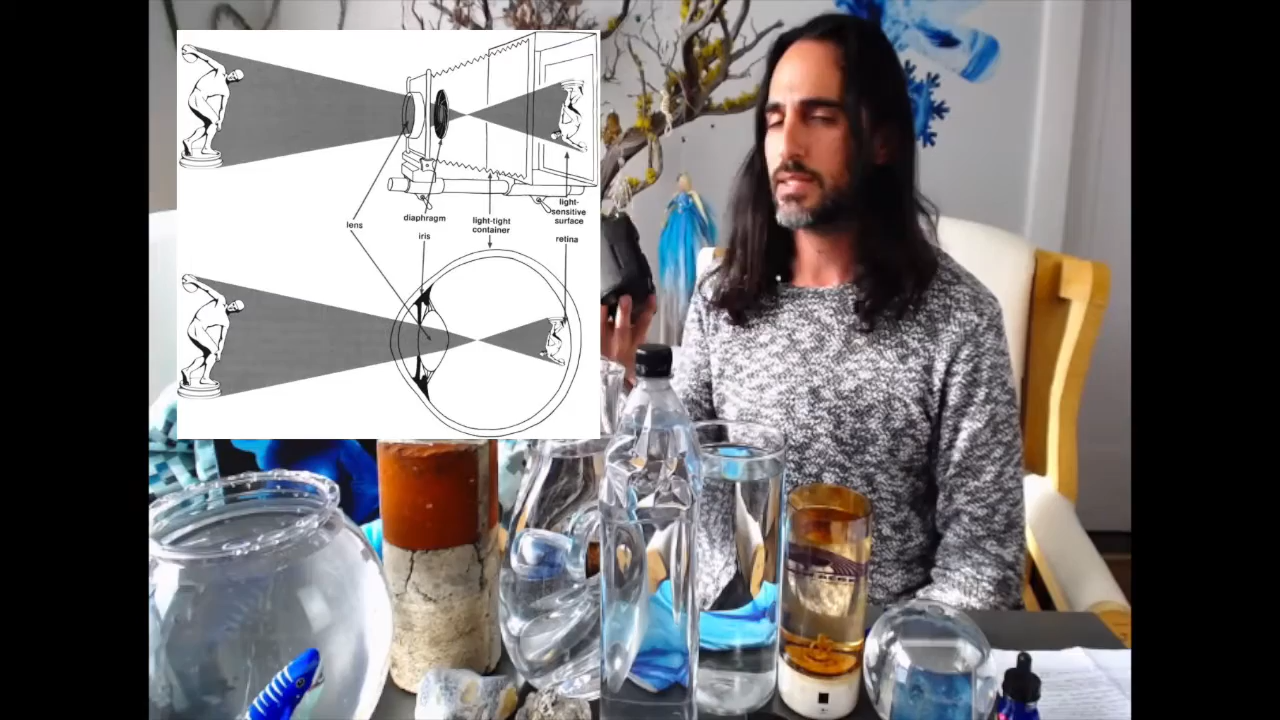 lens
diaphragm
iris
light-tight
container
light-
sensitive
surface
retina